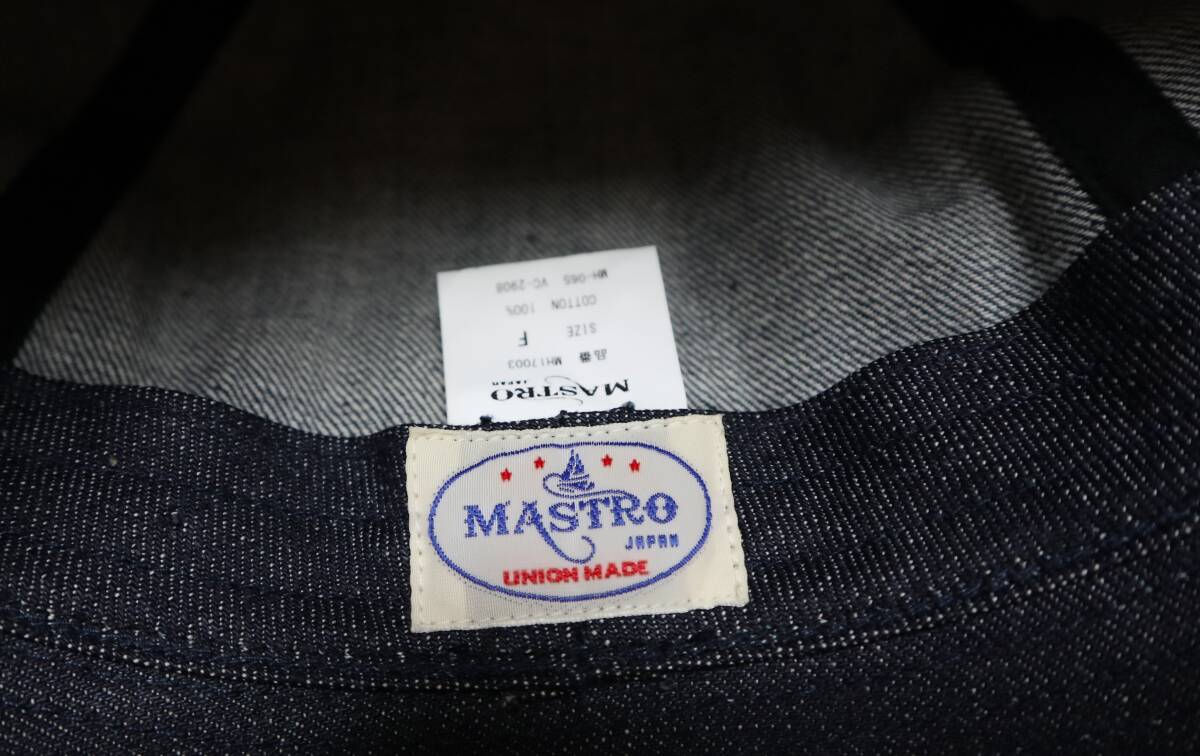 MASTRO
JAPAN
品番 MH17003
SIZE F
COTTON 100%
MH-065 VC-2908
MASTRO
JAPAN
UNION MADE